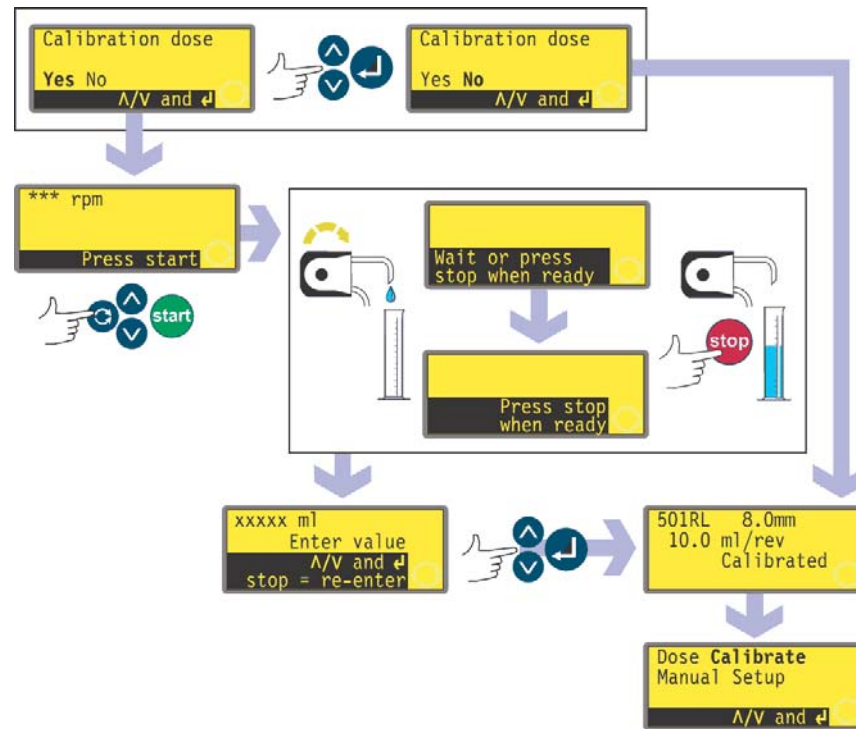 Calibration dose
Yes No
Λ/V and ↲
Calibration dose
Yes No
Λ/V and ↲
*** rpm
Press start
start
Wait or press
stop when ready
stop
Press stop
when ready
xxxxx ml
Enter value
Λ/V and ↲
stop = re-enter
501RL 8.0mm
10.0 ml/rev
Calibrated
Dose Calibrate
Manual Setup
Λ/V and ↲